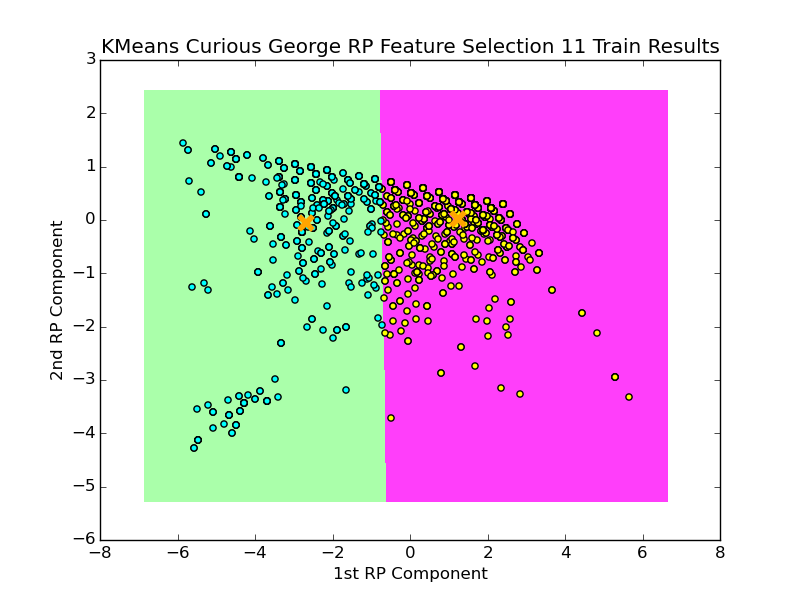 KMeans Curious George RP Feature Selection 11 Train Results
3
2
1
0
−1
−2
−3
−4
−5
−6
2nd RP Component
−8 −6 −4 −2 0 2 4 6 8
1st RP Component